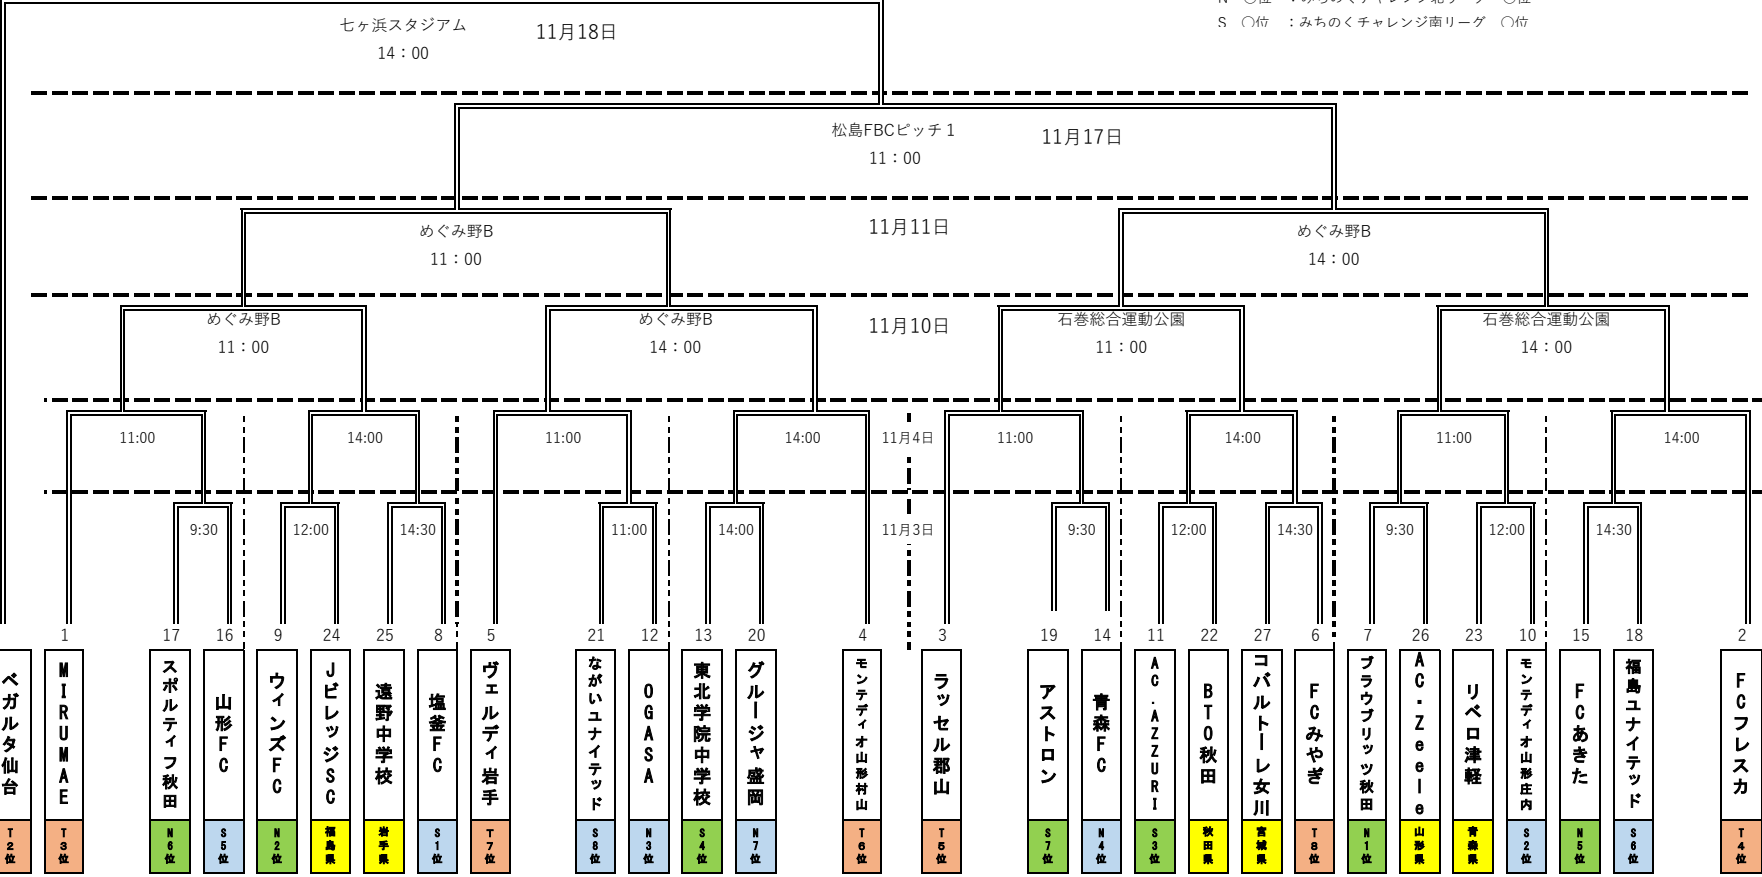 S　〇位　：みちのくチャレンジ南リーグ　〇位
七ヶ浜スタジアム
11月18日
14：00
松島FBCピッチ1
11月17日
11：00
11月11日
めぐみ野B
11：00
めぐみ野B
14：00
11月10日
めぐみ野B
11：00
めぐみ野B
14：00
石巻総合運動公園
11：00
石巻総合運動公園
14：00
11:00
14:00
11:00
14:00
11月4日
11:00
14:00
11:00
14:00
9:30
12:00
14:30
11:00
14:00
11月3日
9:30
12:00
14:30
9:30
12:00
14:30
ベガルタ仙台
T2位
1
MIRUMAE
T3位
17
スポルティフ秋田
N6位
16
山形FC
S5位
9
ウィンズFC
N2位
24
JビレッジSC
福島県
25
遠野中学校
岩手県
8
塩釜FC
S1位
5
ヴェルディ岩手
T7位
21
ながいユナイテッド
S8位
12
OGASA
N3位
13
東北学院中学校
S4位
20
グルージャ盛岡
N7位
4
モンテディオ山形村山
T6位
3
ラッセル郡山
T5位
19
アストロン
S7位
14
青森FC
N4位
11
AC.AZZURI
S3位
22
BTO秋田
秋田県
27
コバルトーレ女川
宮城県
6
FCみやぎ
T8位
7
ブラウブリッツ秋田
N1位
26
AC・Zeele
山形県
23
リベロ津軽
青森県
10
モンテディオ山形庄内
S2位
15
FCあきた
N5位
18
福島ユナイテッド
S6位
2
FCフレスカ
T4位